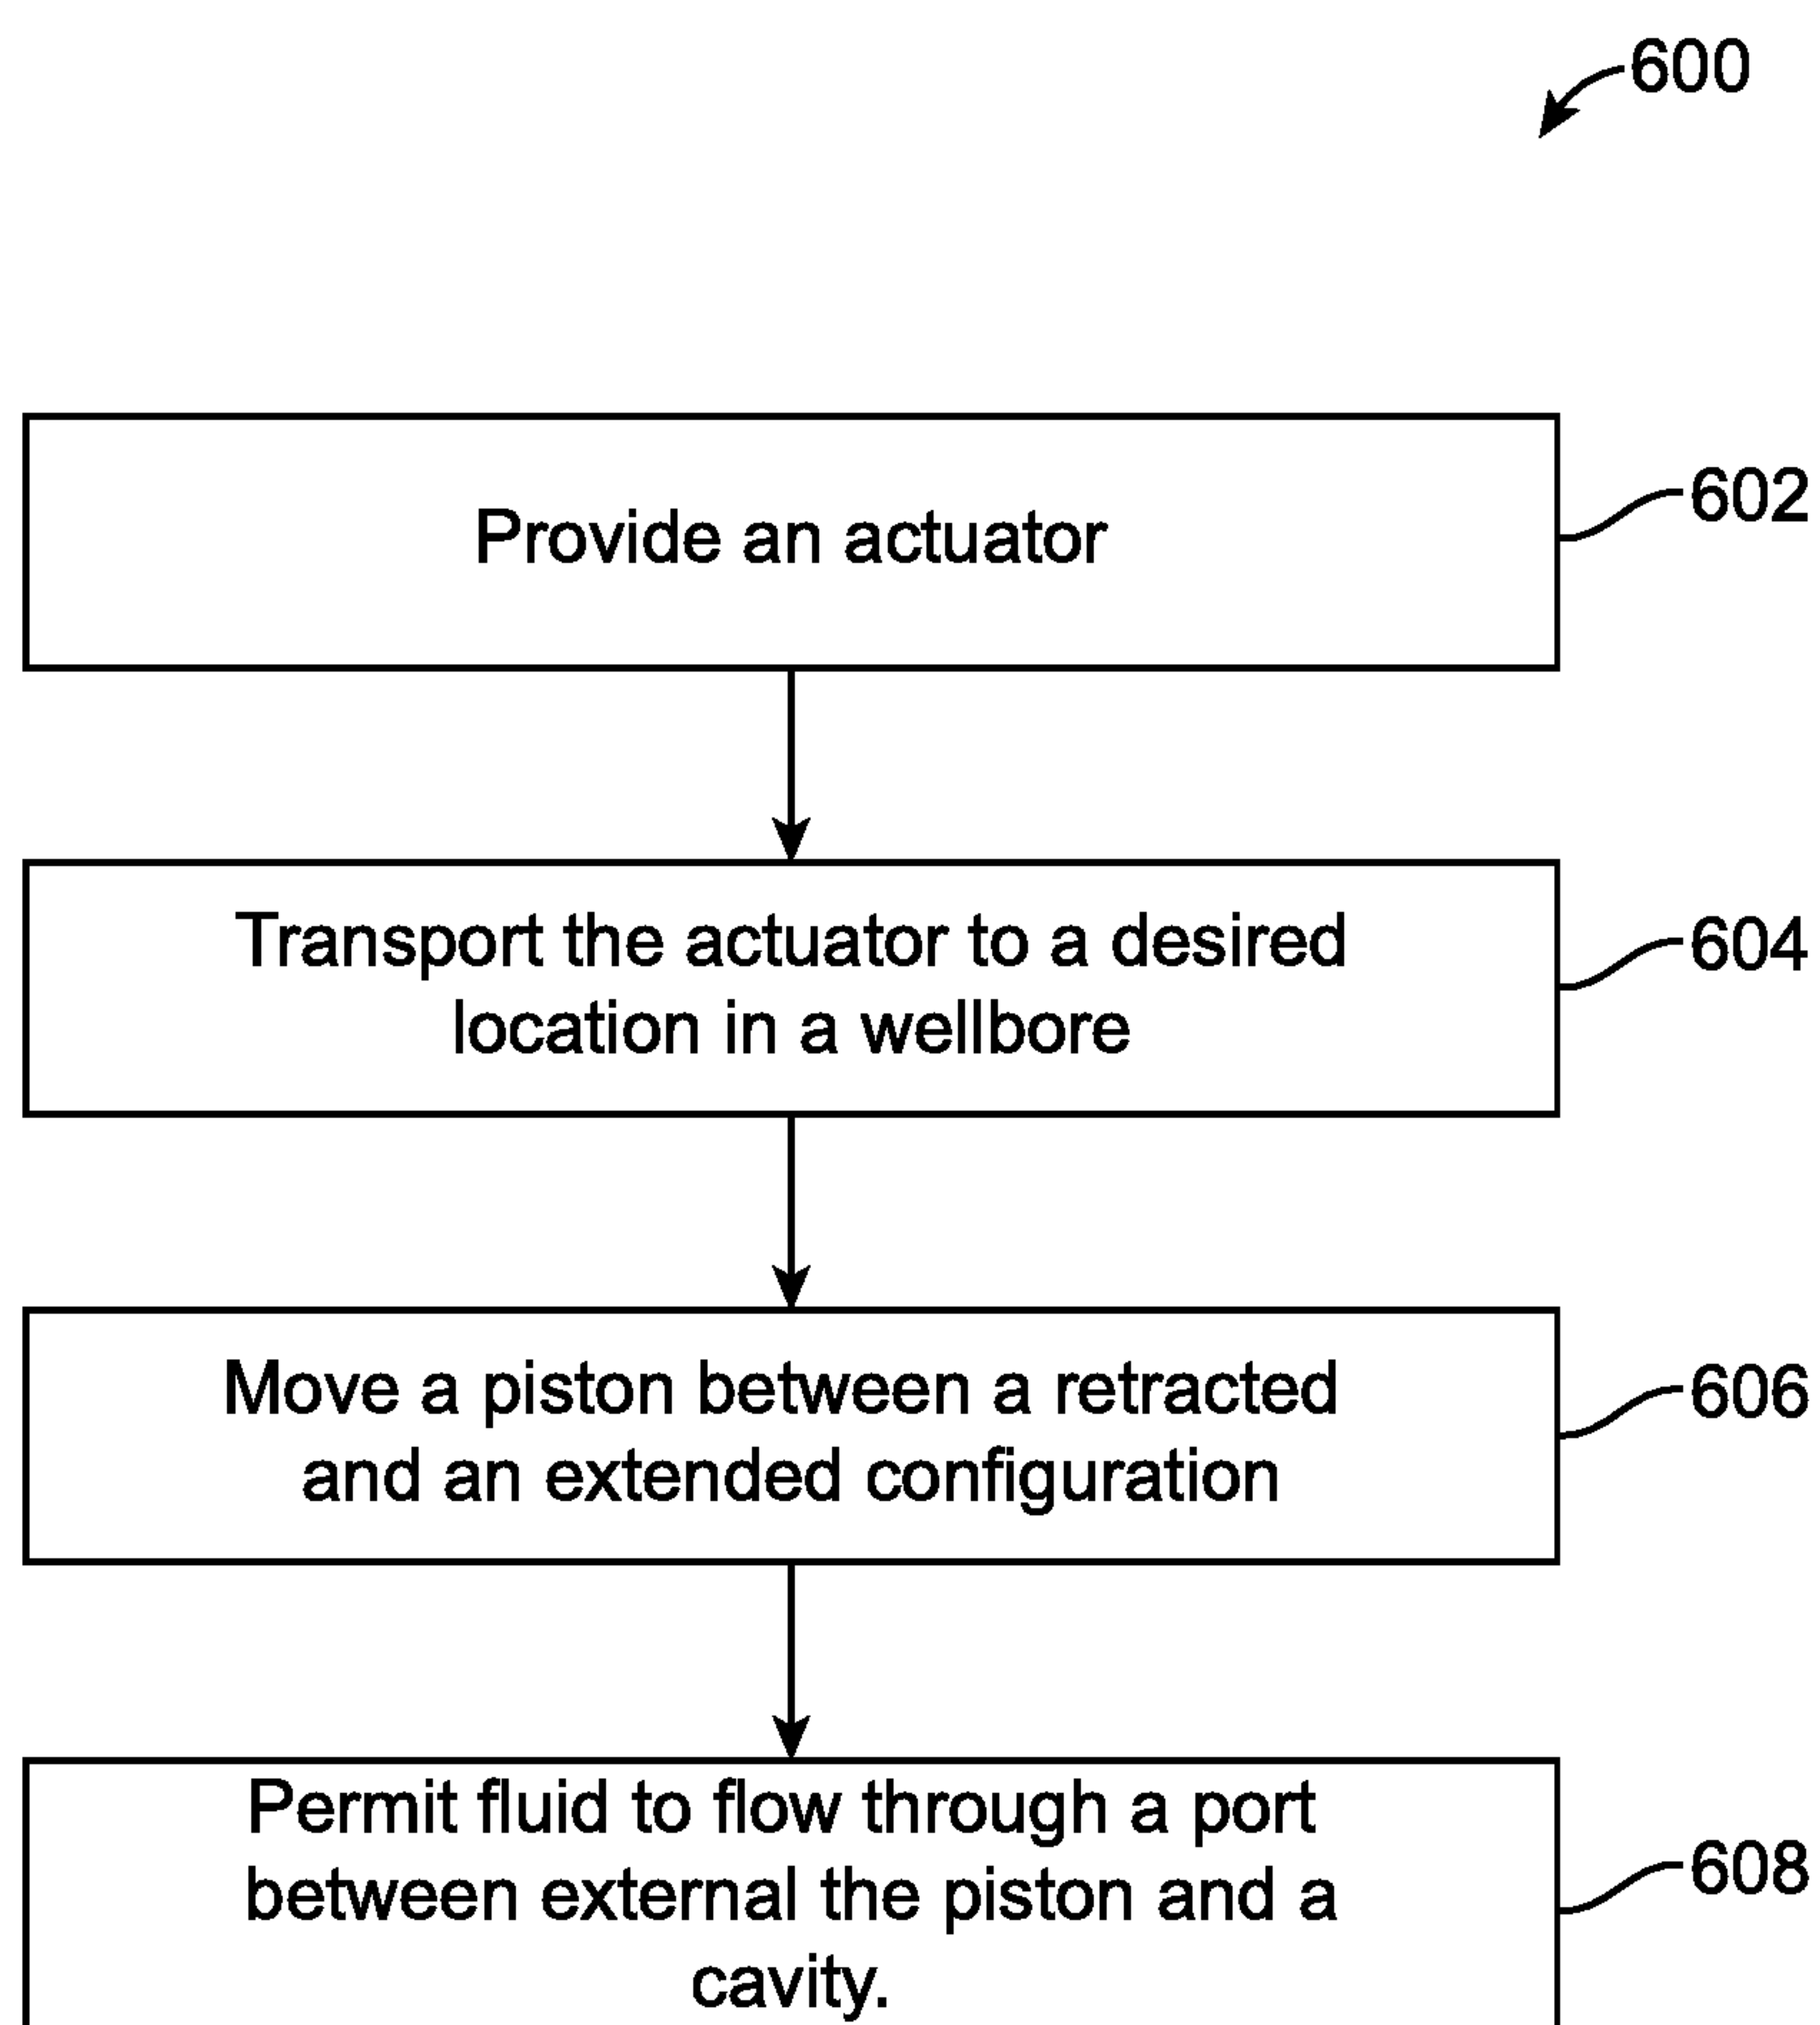 600
Provide an actuator
602
Transport the actuator to a desired
location in a wellbore
604
Move a piston between a retracted
and an extended configuration
606
Permit fluid to flow through a port
between external the piston and a
cavity.
608